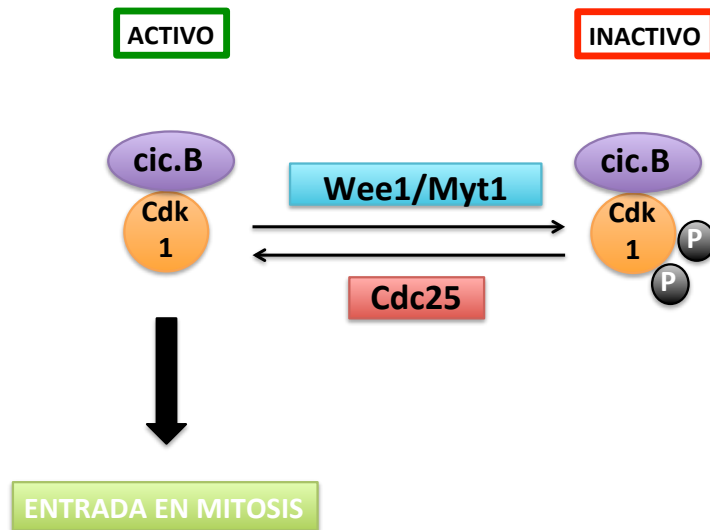 ACTIVO
INACTIVO
cic.B
Cdk
1
Wee1/Myt1
Cdc25
cic.B
Cdk
1
P
P
ENTRADA EN MITOSIS